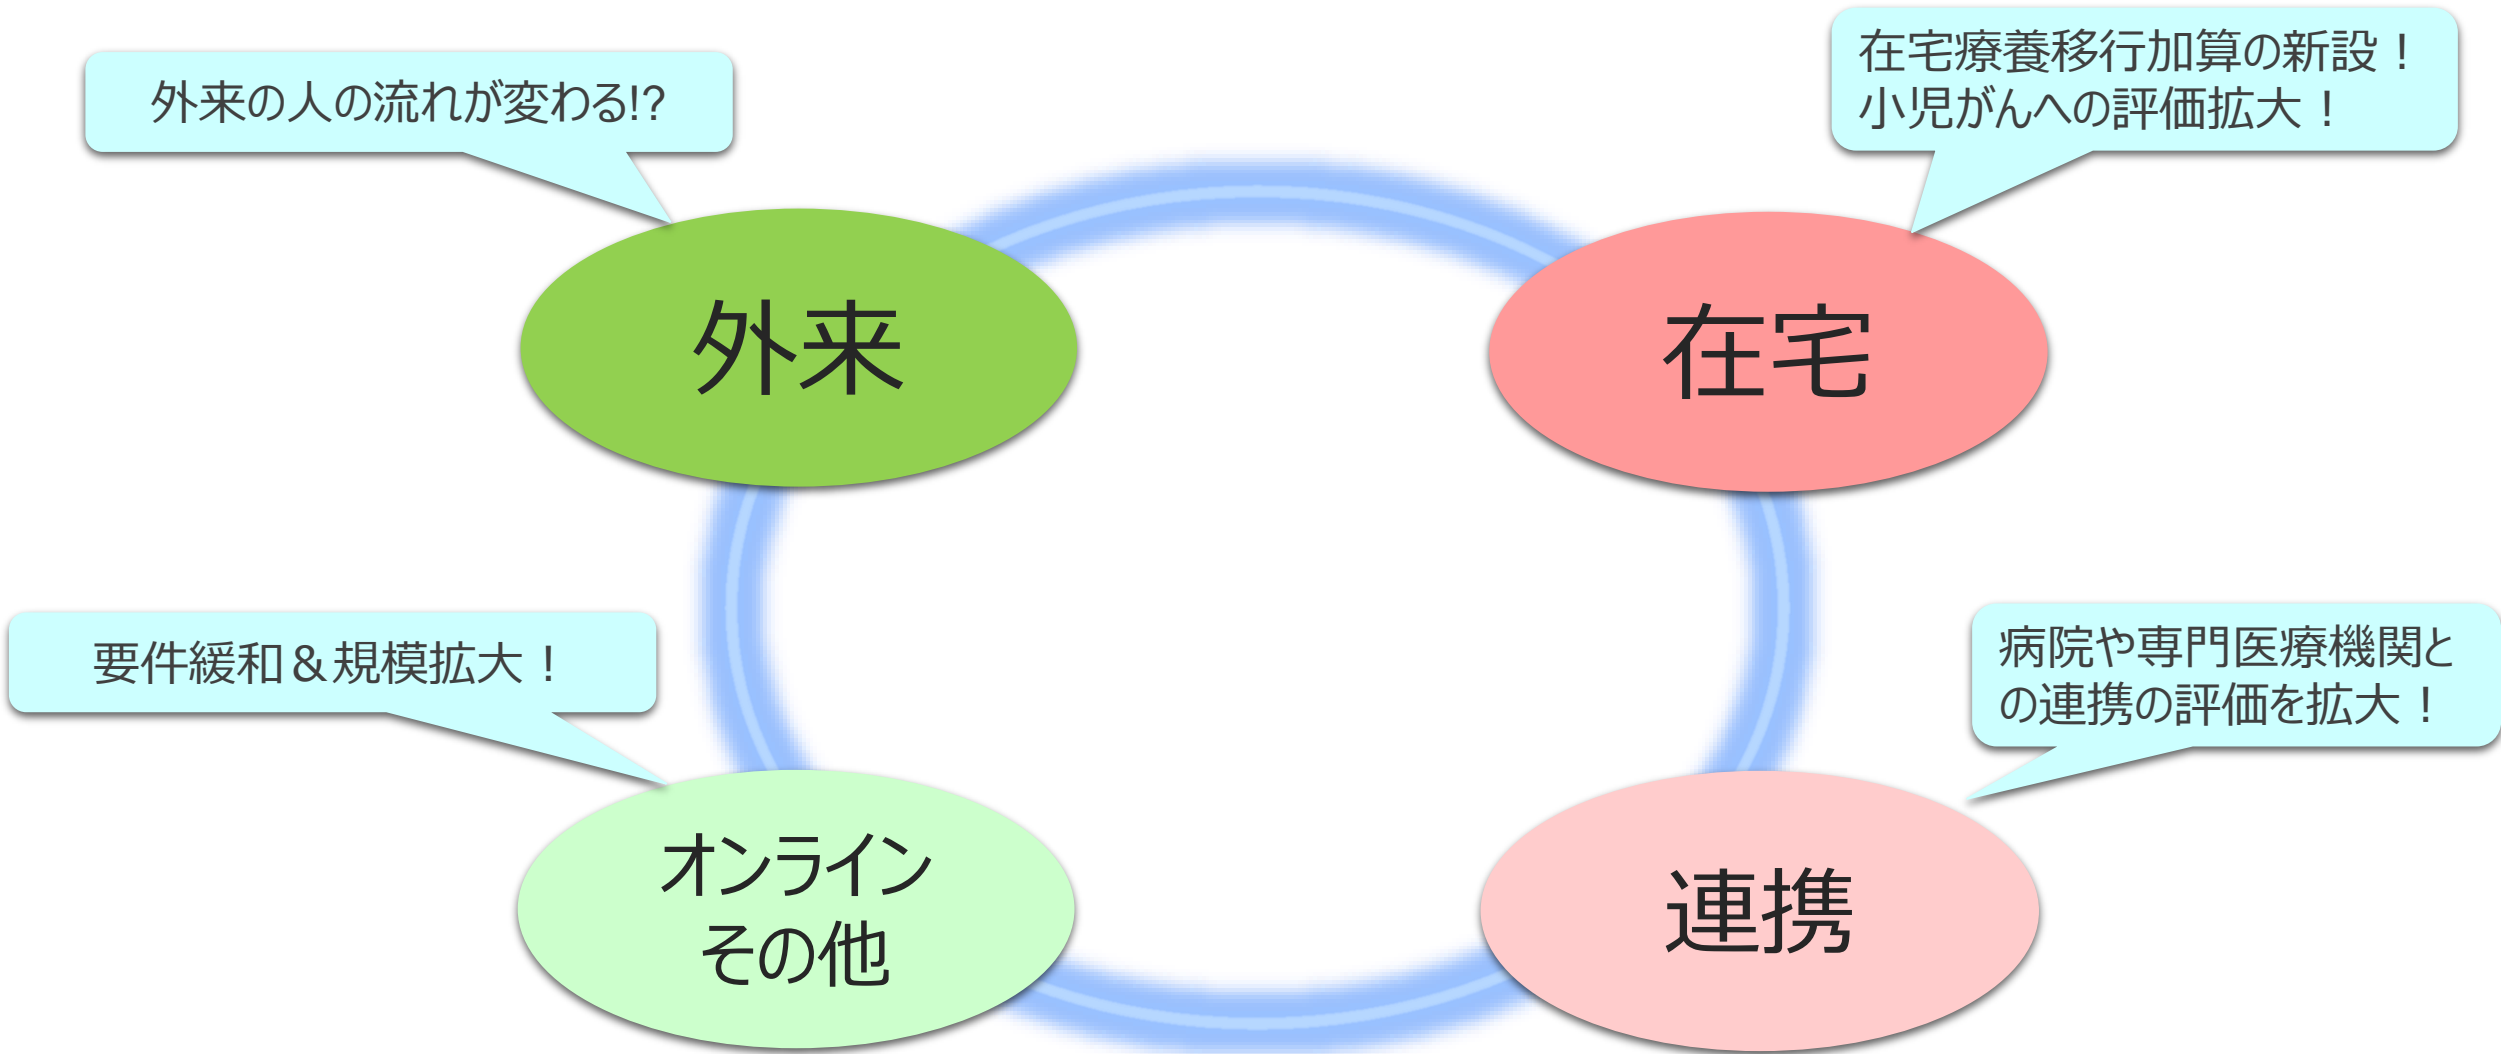 外来の人の流れが変わる!?
在宅療養移行加算の新設！
小児がんへの評価拡大！
外来
在宅
要件緩和＆規模拡大！
病院や専門医療機関と
の連携の評価を拡大！
オンライン
その他
連携